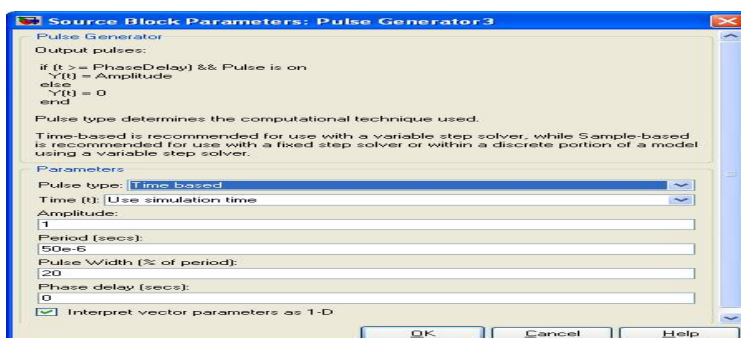 Source Block Parameters: Pulse Generator3
Pulse Generator
Output pulses:
if (t >= PhaseDelay) && Pulse is on
Y(t) = Amplitude
else
Y(t) = 0
end
Pulse type determines the computational technique used.
Time-based is recommended for use with a variable step solver, while Sample-based
is recommended for use with a fixed step solver or within a discrete portion of a model
using a variable step solver.
Parameters
Pulse type: Time based
Time (t): Use simulation time
Amplitude:
1
Period (secs):
50e-6
Pulse Width (% of period):
20
Phase delay (secs):
0
Interpret vector parameters as 1-D
OK Cancel Help